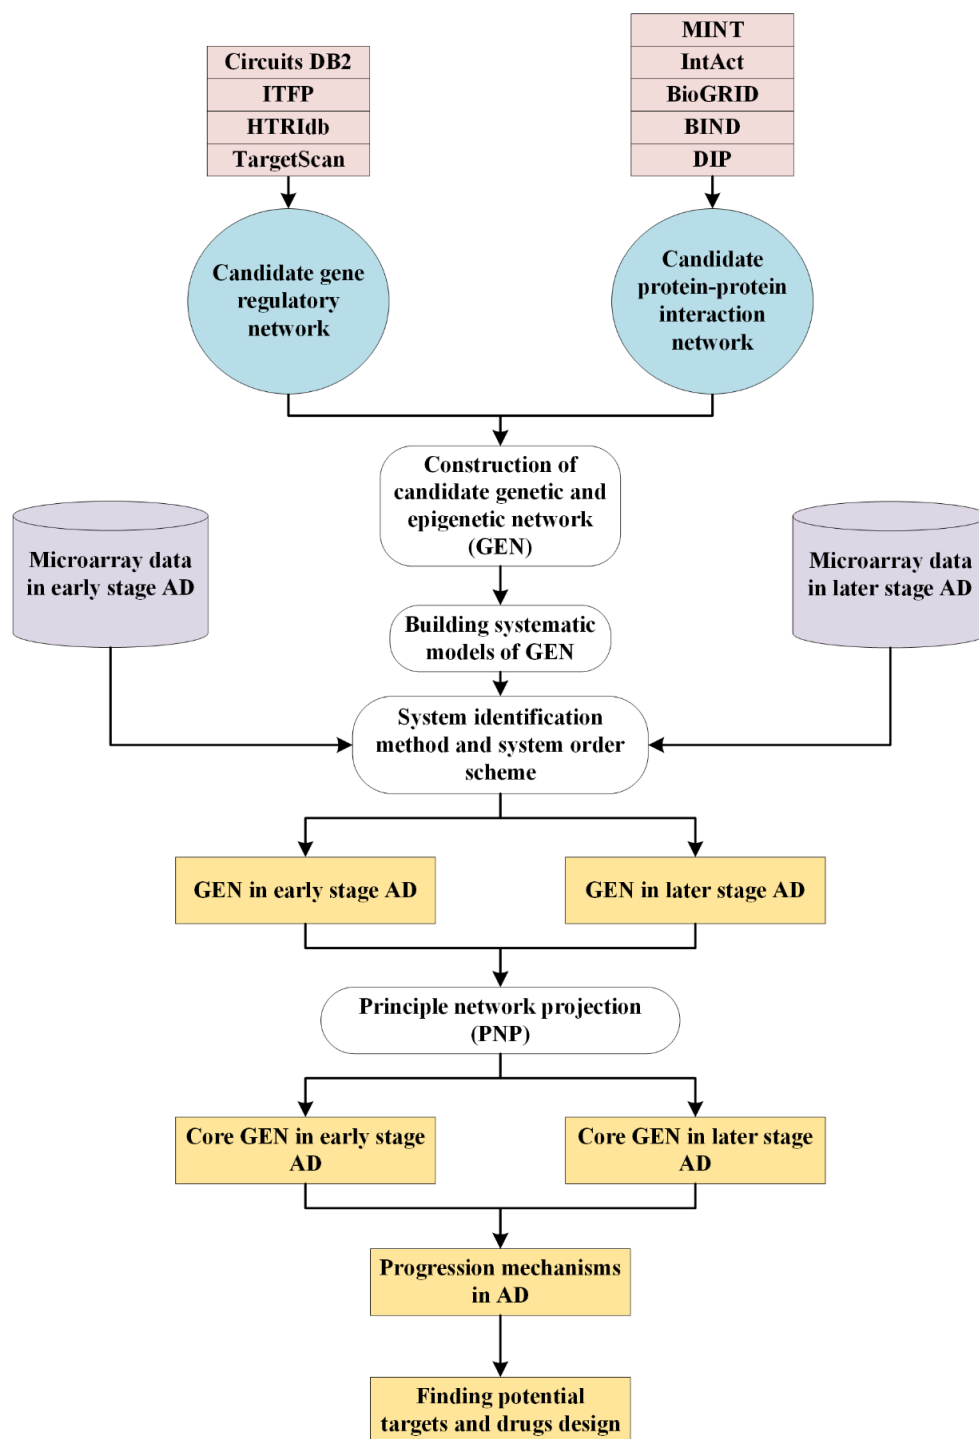 Circuits DB2
ITFP
HTRIdb
TargetScan
MINT
IntAct
BioGRID
BIND
DIP
Candidate gene
regulatory
network
Candidate
protein-protein
interaction
network
Construction of
candidate genetic and
epigenetic network
(GEN)
Microarray data
in early stage AD
Microarray data
in later stage AD
Building systematic
models of GEN
System identification
method and system order
scheme
GEN in early stage AD
GEN in later stage AD
Principle network projection
(PNP)
Core GEN in early stage
AD
Core GEN in later stage
AD
Progression mechanisms
in AD
Finding potential
targets and drugs design